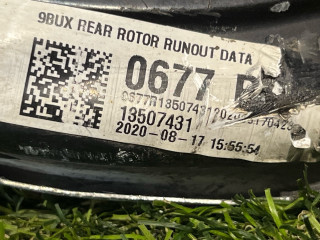 9BUX REAR ROTOR RUNOUT DATA
0677
13507431
2020-08-17 15:55:54